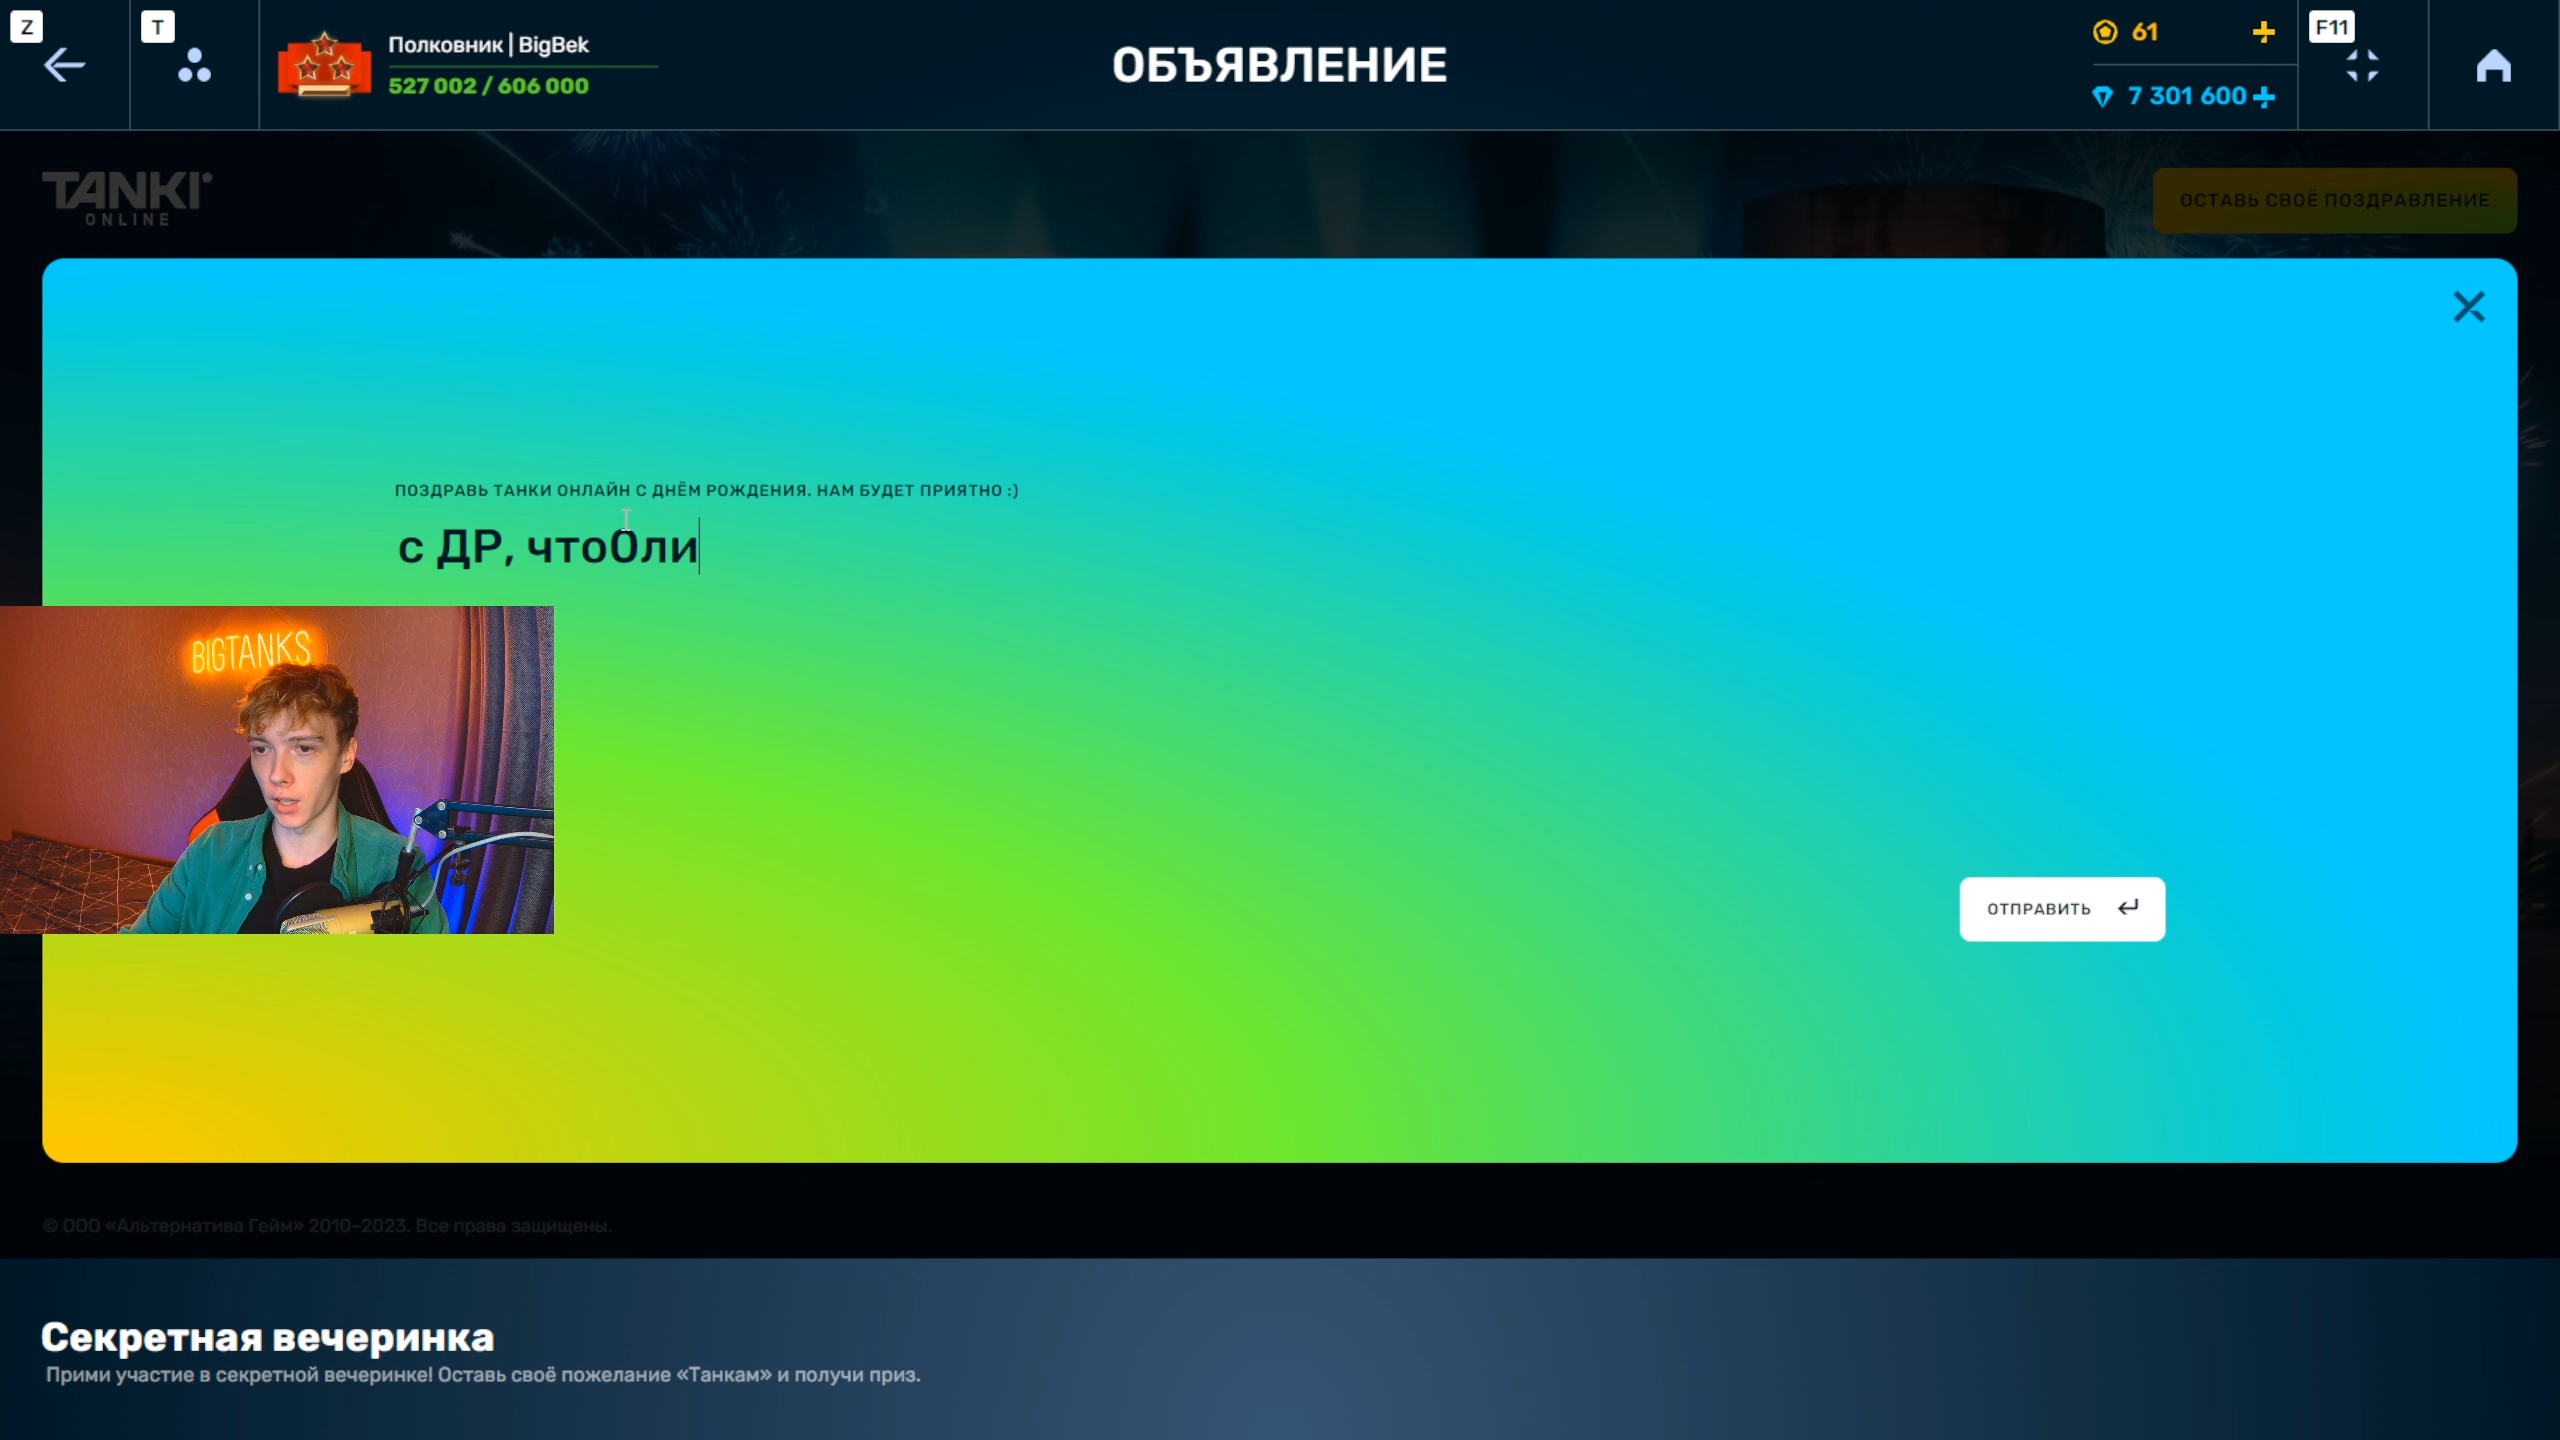 Z
T
Полковник | BigBek
527 002 / 606 000
ОБЪЯВЛЕНИЕ
61
7 301 600
F11
TANKI
ONLINE
ОСТАВЬ СВОЁ ПОЗДРАВЛЕНИЕ
ПОЗДРАВЬ ТАНКИ ОНЛАЙН С ДНЁМ РОЖДЕНИЯ. НАМ БУДЕТ ПРИЯТНО :)
с ДР, чтоОли
BIGTANKS
ОТПРАВИТЬ
© ООО «Альтернатива Гейм» 2010–2023. Все права защищены.
Секретная вечеринка
Прими участие в секретной вечеринке! Оставь своё пожелание «Танкам» и получи приз.